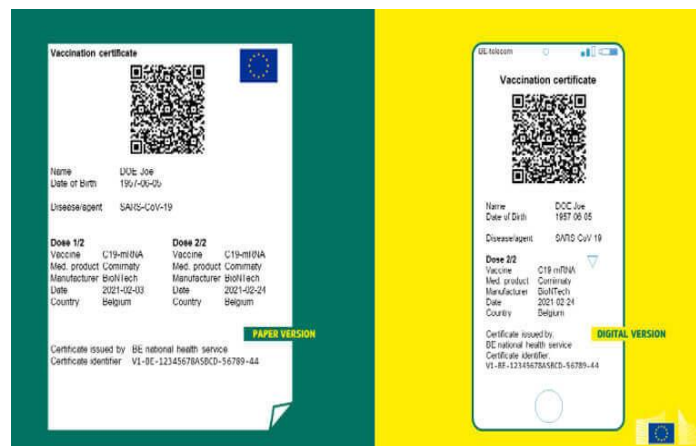 Vaccination certificate
Name DOE Joe
Date of Birth 1957-06-05
Disease/agent SARS-CoV-19
Dose 1/2 Dose 2/2
Vaccine C19-mRNA Vaccine C19-mRNA
Med. product Comirnaty Med. product Comirnaty
Manufacturer BioNTech Manufacturer BioNTech
Date 2021-02-03 Date 2021-02-24
Country Belgium Country Belgium
PAPER VERSION
Certificate issued by BE national health service
Certificate identifier V1-BE-12345678ASBCD-56789-44
BE-telecom
Vaccination certificate
Name DOE Joe
Date of Birth 1957 06 05
Disease/agent SARS CoV 19
Dose 2/2
Vaccine C19 mRNA
Med. product Comirnaty
Manufacturer BioNTech
Date 2021 02 24
Country Belgium
Certificate issued by.
BE national health service
Certificate identifier.
V1-BE-12345678ASBCD-56789-44
DIGITAL VERSION